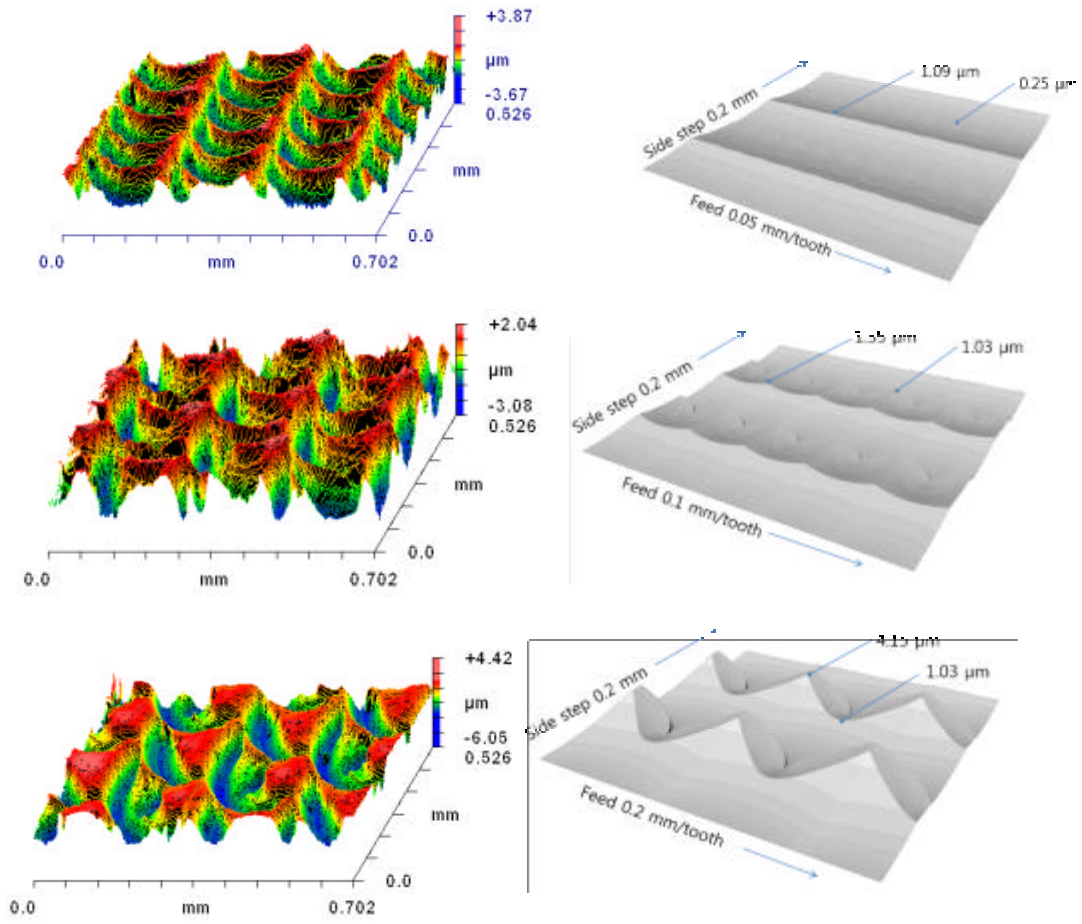 +3.87
µm
-3.67
0.526
mm
0.0
0.0
mm
0.702
Side step 0.2 mm
1.09 µm
0.25 µm
Feed 0.05 mm/tooth
+2.04
µm
-3.08
0.526
mm
0.0
0.0
mm
0.702
Side step 0.2 mm
µm
1.03 µm
Feed 0.1 mm/tooth
+4.42
µm
-6.05
0.526
mm
0.0
0.0
mm
0.702
Side step 0.2 mm
µm
1.03 µm
Feed 0.2 mm/tooth